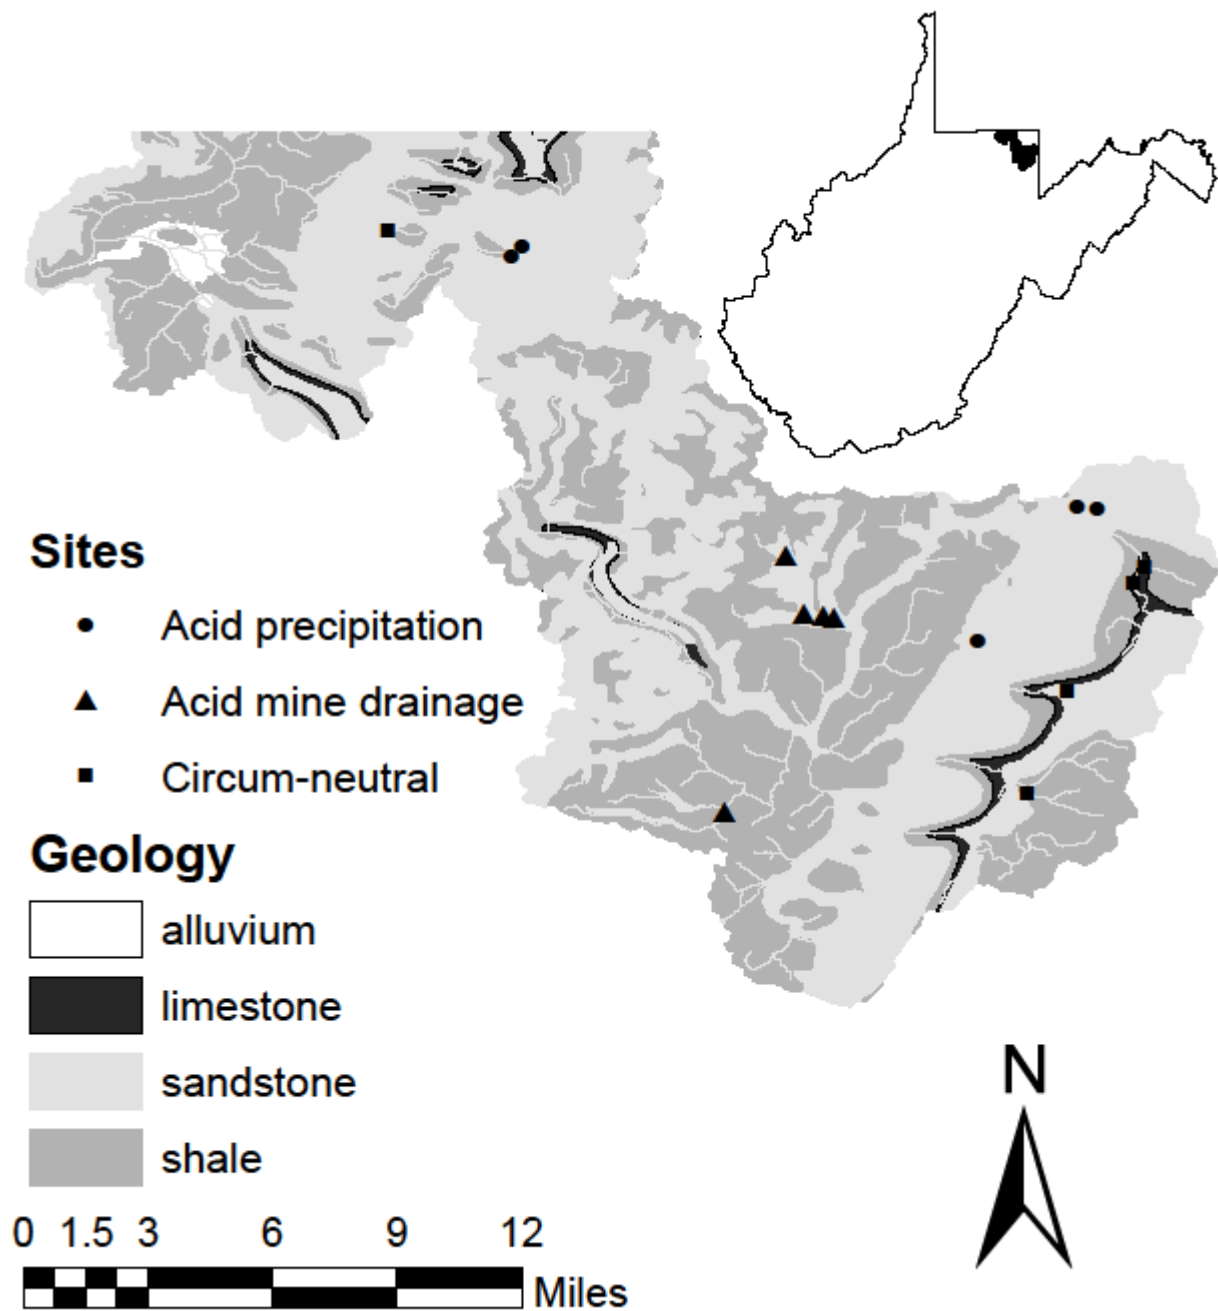 Sites
Acid precipitation
Acid mine drainage
Circum-neutral
Geology
alluvium
limestone
sandstone
shale
0 1.5 3 6 9 12
Miles
N